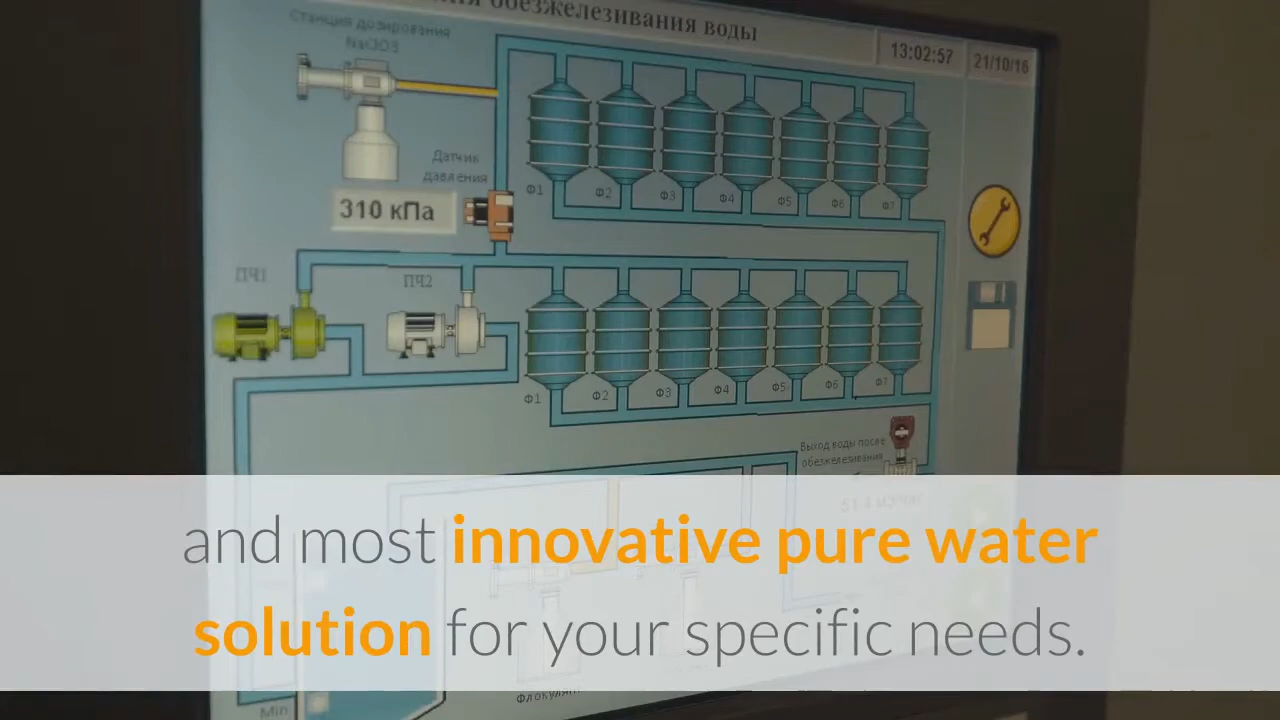 обезжелезивания воды
13:02:57
21/10/16
Станция дозирования
NaClO3
Датчик
давления
310 кПа
Ф1
Ф2
Ф3
Ф4
Ф5
Ф6
Ф7
ПЧ1
ПЧ2
Ф1
Ф2
Ф3
Ф4
Ф5
Ф6
Ф7
Выход воды после
обезжелезивания
and most innovative pure water
solution for your specific needs.
Min